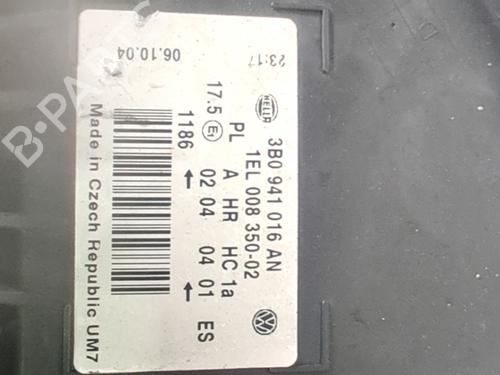 HELLA
3B0 941 016 AN
1EL 008 350-02
PL A HR HC 1a
17.5 E1 02 04 04 01 ES
1186 ← ←
06.10.04 23:17
Made in Czech Republic UM7
B-PARTS